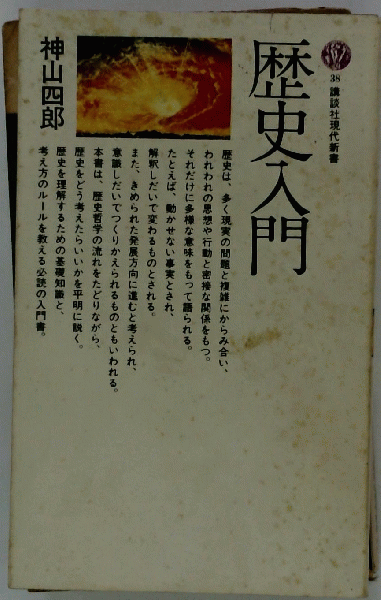 38 講談社現代新書
歴史入門
神山四郎
歴史は、多く現実の問題と複雑にからみ合い、
われわれの思想や行動と密接な関係をもつ。
それだけに多様な意味をもって語られる。
たとえば、動かせない事実とされ、
解釈しだいで変わるものとされる。
また、きめられた発展方向に進むと考えられ、
意識しだいでつくりかえられるものともいわれる。
本書は、歴史哲学の流れをたどりながら、
歴史をどう考えたらいいかを平明に説く。
歴史を理解するための基礎知識と、
考え方のルールを教える必読の入門書。